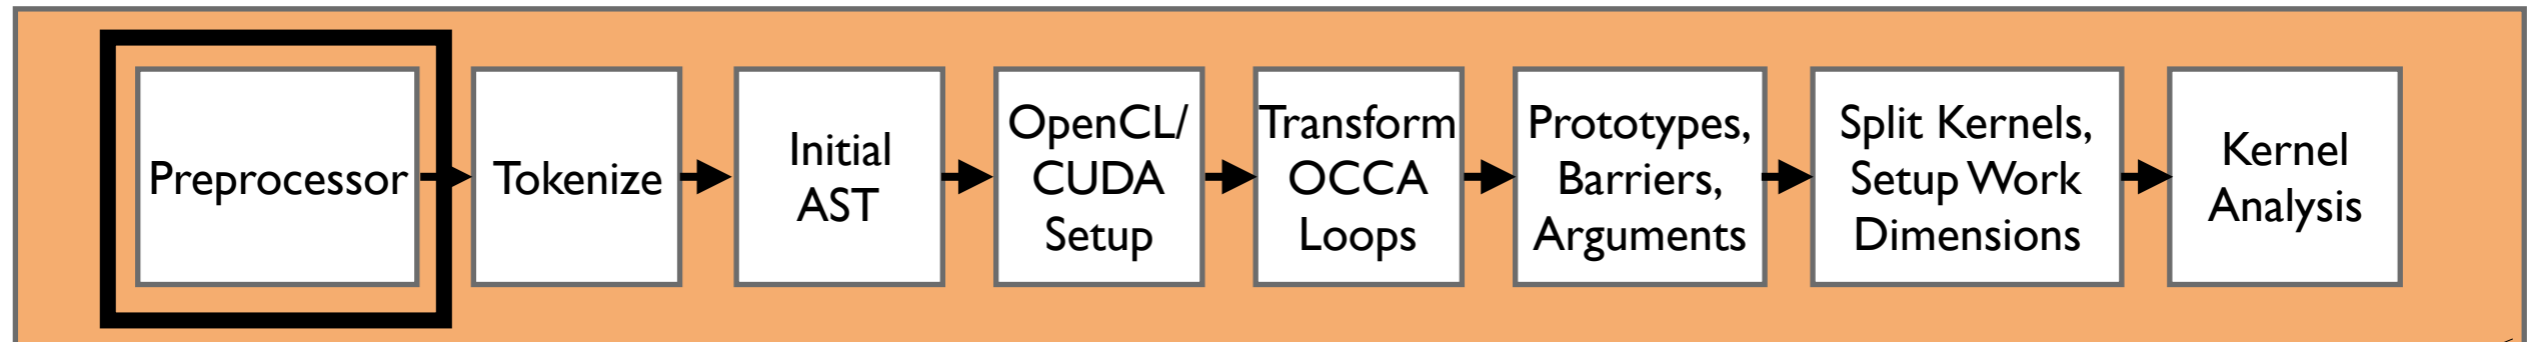 Preprocessor
Tokenize
Initial
AST
OpenCL/
CUDA
Setup
Transform
OCCA
Loops
Prototypes,
Barriers,
Arguments
Split Kernels,
Setup Work
Dimensions
Kernel
Analysis